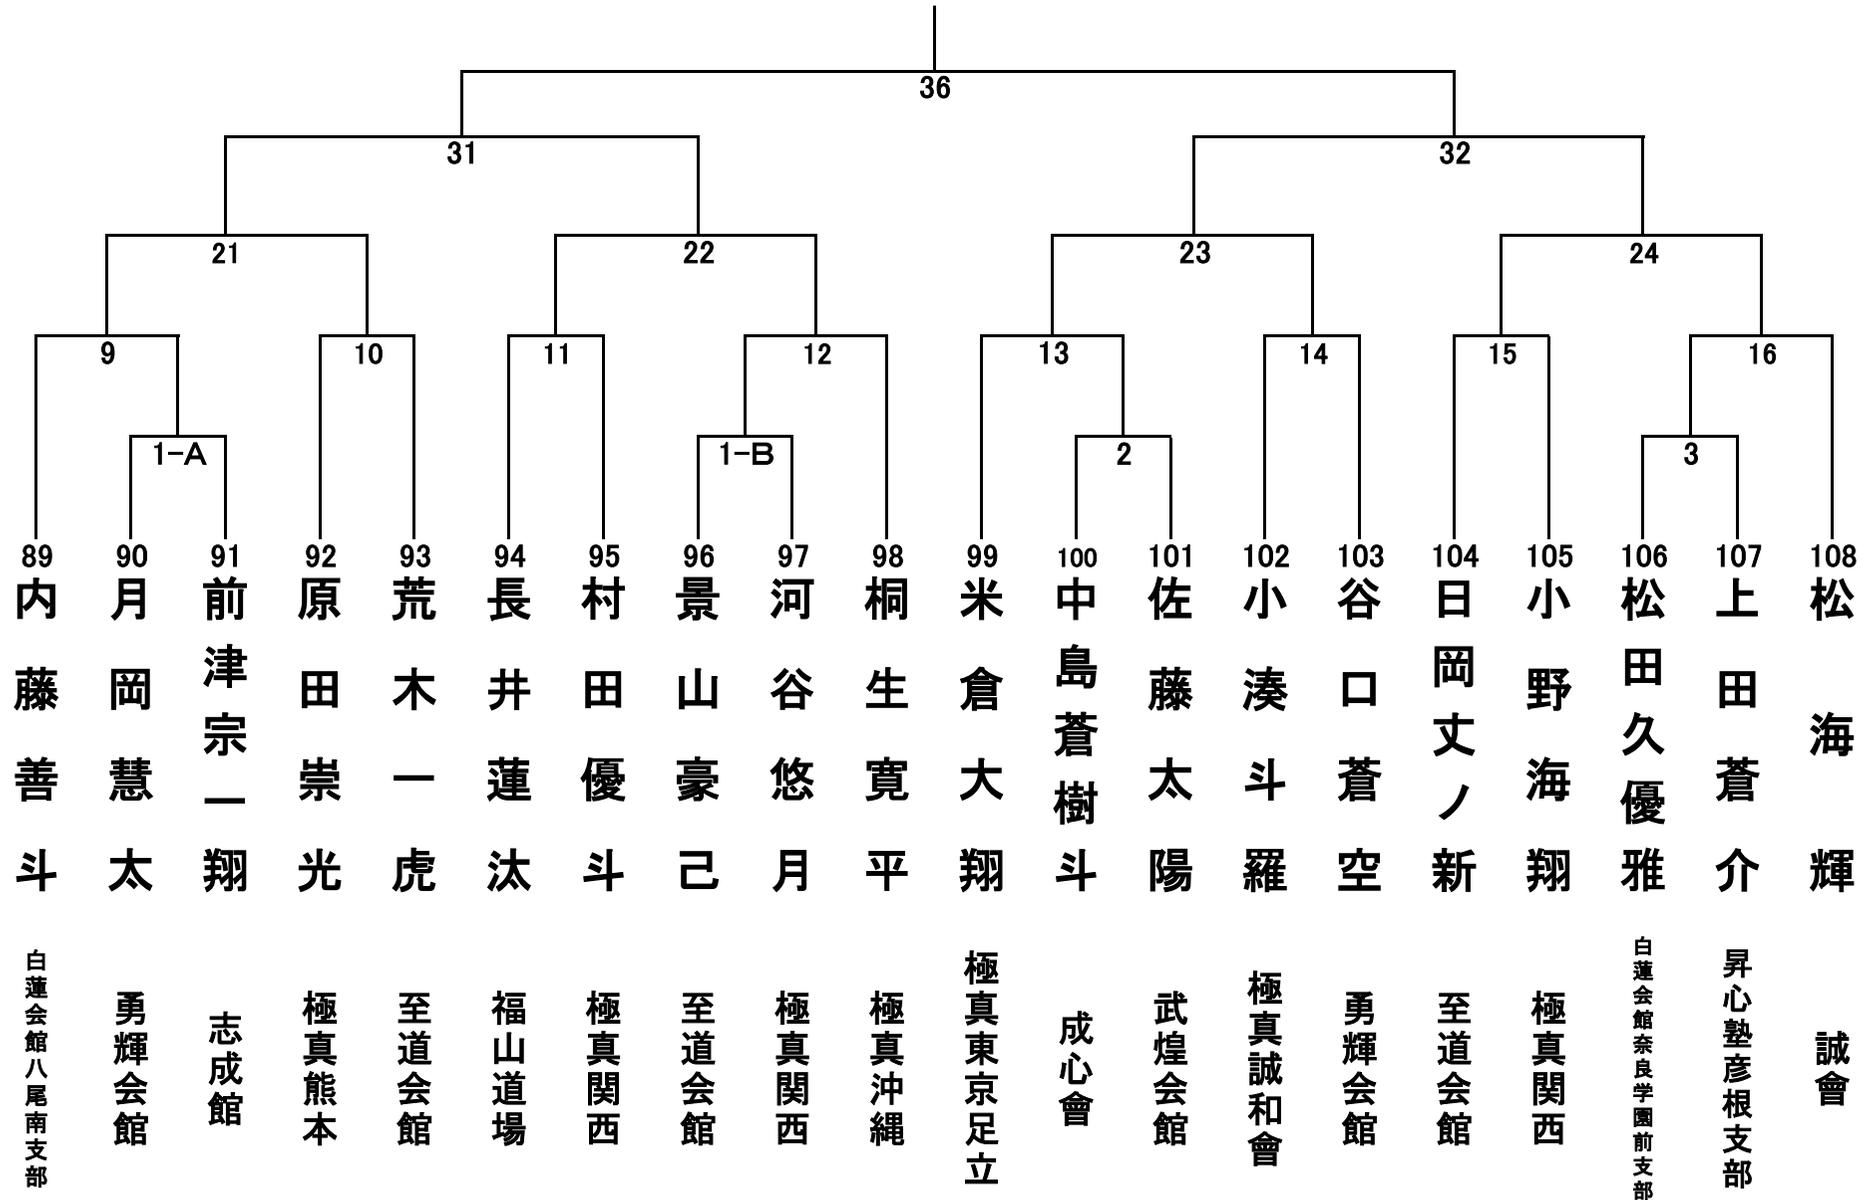 36
31
32
21
22
23
24
9
10
11
12
13
14
15
16
1-A
1-B
2
3
89
内藤善斗
白蓮会館八尾南支部
90
月岡慧太
勇輝会館
91
前津宗一翔
志成館
92
原田崇光
極真熊本
93
荒木一虎
至道会館
94
長井蓮汰
福山道場
95
村田優斗
極真関西
96
景山豪己
至道会館
97
河谷悠月
極真関西
98
桐生寛平
極真沖縄
99
米倉大翔
極真東京足立
100
中島蒼樹斗
成心會
101
佐藤太陽
武煌会館
102
小湊斗羅
極真誠和會
103
谷口蒼空
勇輝会館
104
日岡丈ノ新
至道会館
105
小野海翔
極真関西
106
松田久優雅
白蓮会館奈良学園前支部
107
上田蒼介
昇心塾彦根支部
108
松海輝
誠會